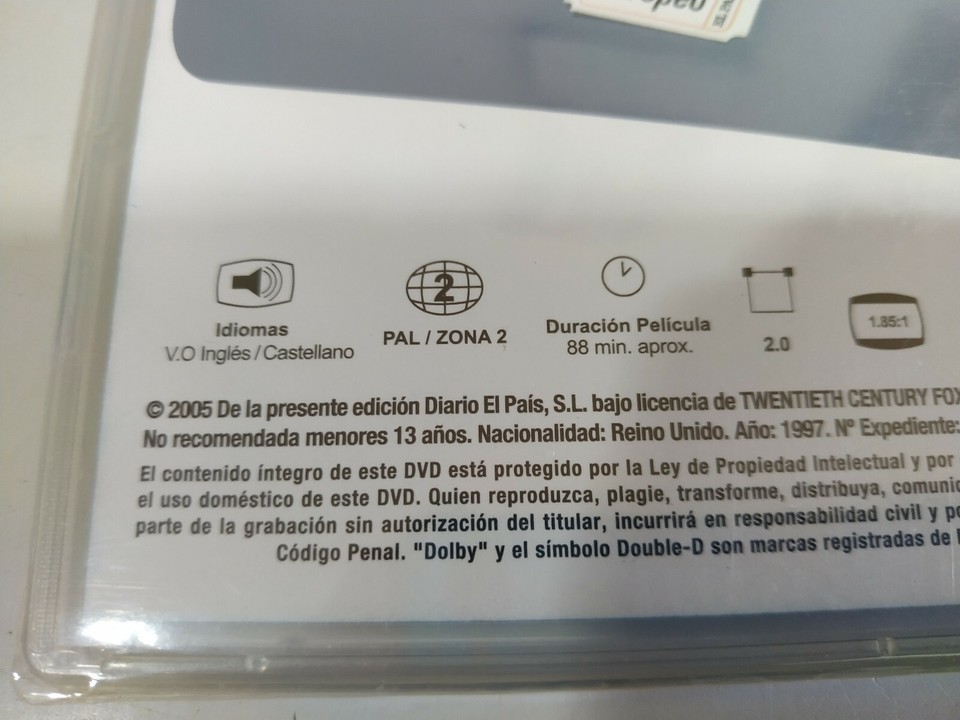 Idiomas
V.O Inglés / Castellano
2
PAL / ZONA 2
Duración Película
88 min. aprox.
2.0
1.85:1
© 2005 De la presente edición Diario El País, S.L. bajo licencia de TWENTIETH CENTURY FOX
No recomendada menores 13 años. Nacionalidad: Reino Unido. Año: 1997. Nº Expediente:
El contenido íntegro de este DVD está protegido por la Ley de Propiedad Intelectual y por
el uso doméstico de este DVD. Quien reproduzca, plagie, transforme, distribuya,
parte de la grabación sin autorización del titular, incurrirá en responsabilidad civil y
Código Penal. "Dolby" y el símbolo Double-D son marcas registradas de